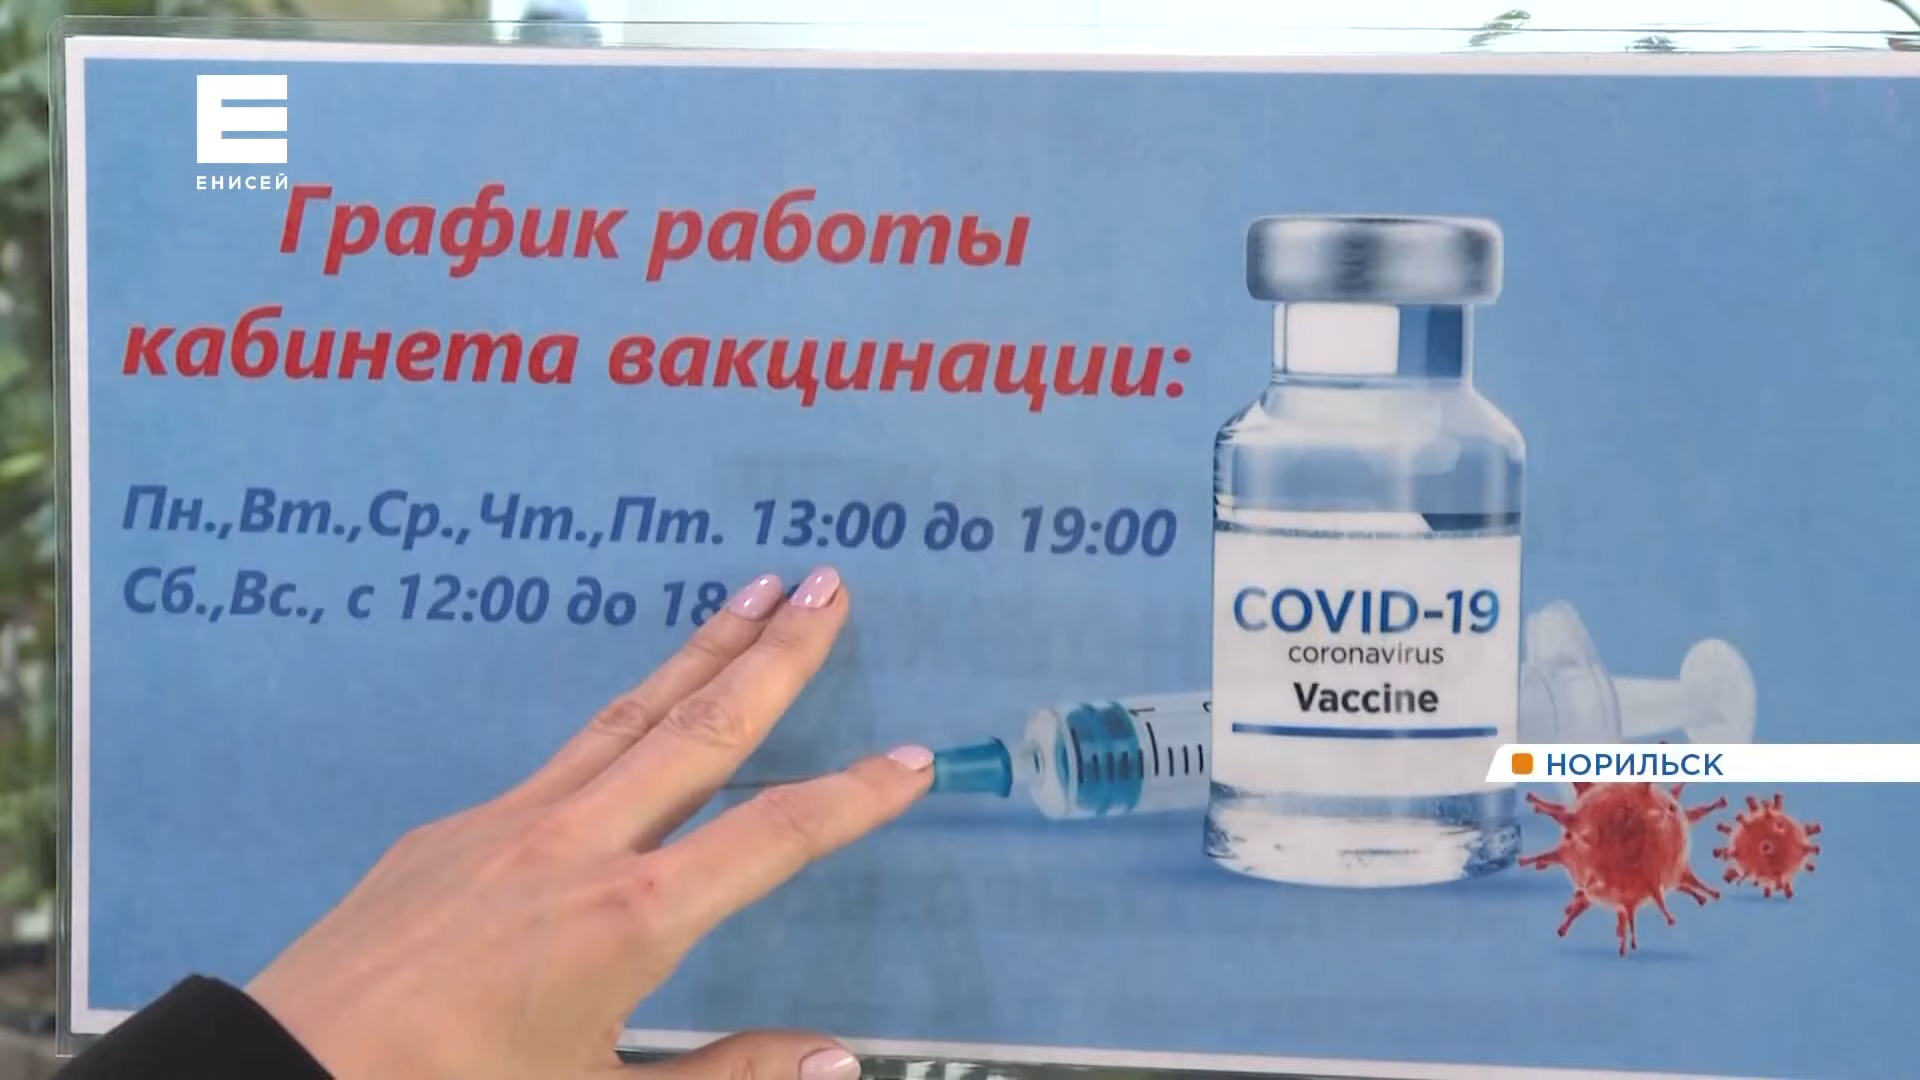 ЕНИСЕЙ
График работы
кабинета вакцинации:
Пн.,Вт.,Ср.,Чт.,Пт. 13:00 до 19:00
Сб.,Вс., с 12:00 до 18
COVID-19
coronavirus
Vaccine
НОРИЛЬСК